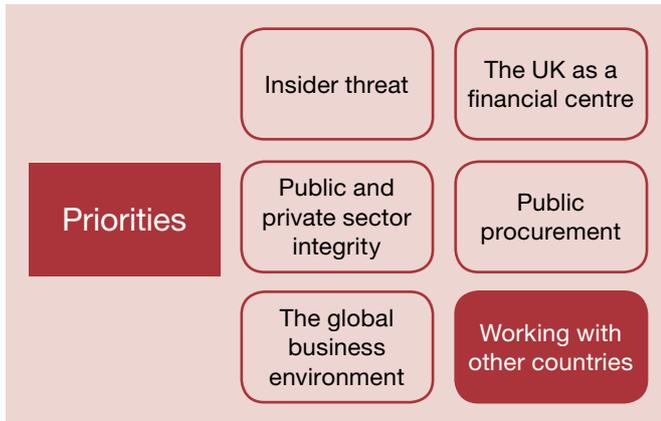 Insider threat
The UK as a
financial centre
Priorities
Public and
private sector
integrity
Public
procurement
The global
business
environment
Working with
other countries